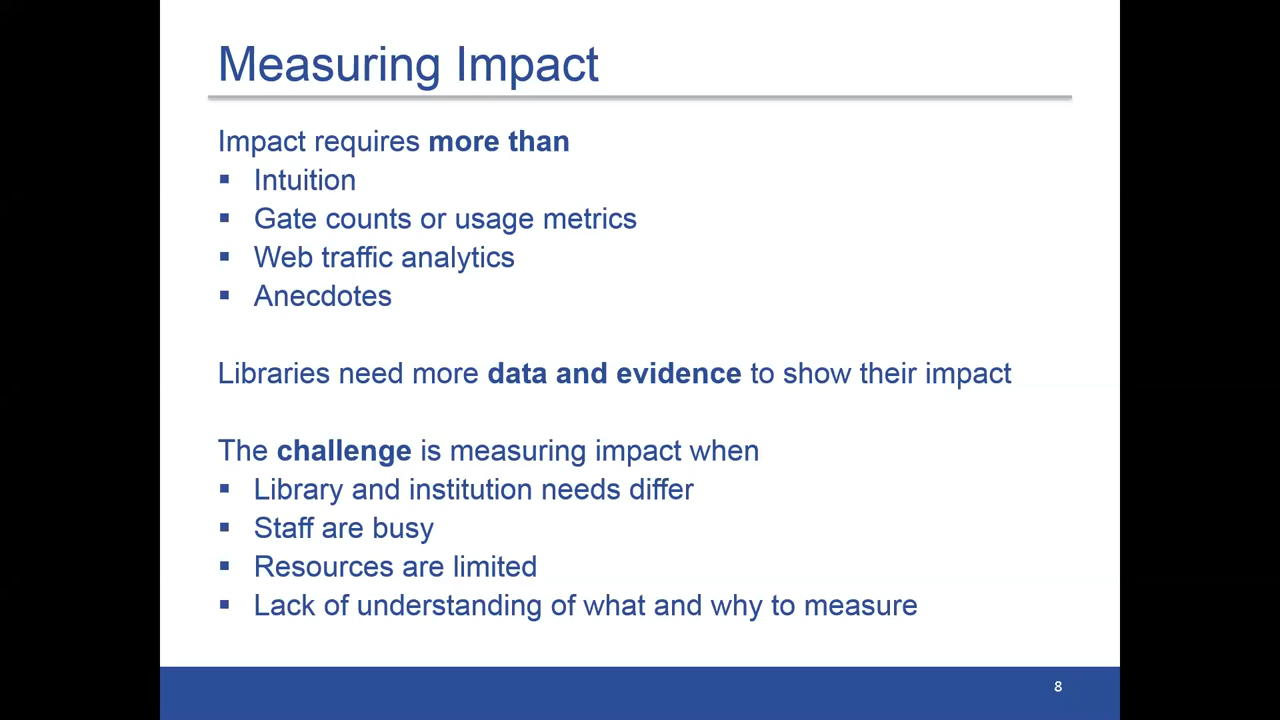 Measuring Impact
Impact requires more than
▪ Intuition
▪ Gate counts or usage metrics
▪ Web traffic analytics
▪ Anecdotes
Libraries need more data and evidence to show their impact
The challenge is measuring impact when
▪ Library and institution needs differ
▪ Staff are busy
▪ Resources are limited
▪ Lack of understanding of what and why to measure
8